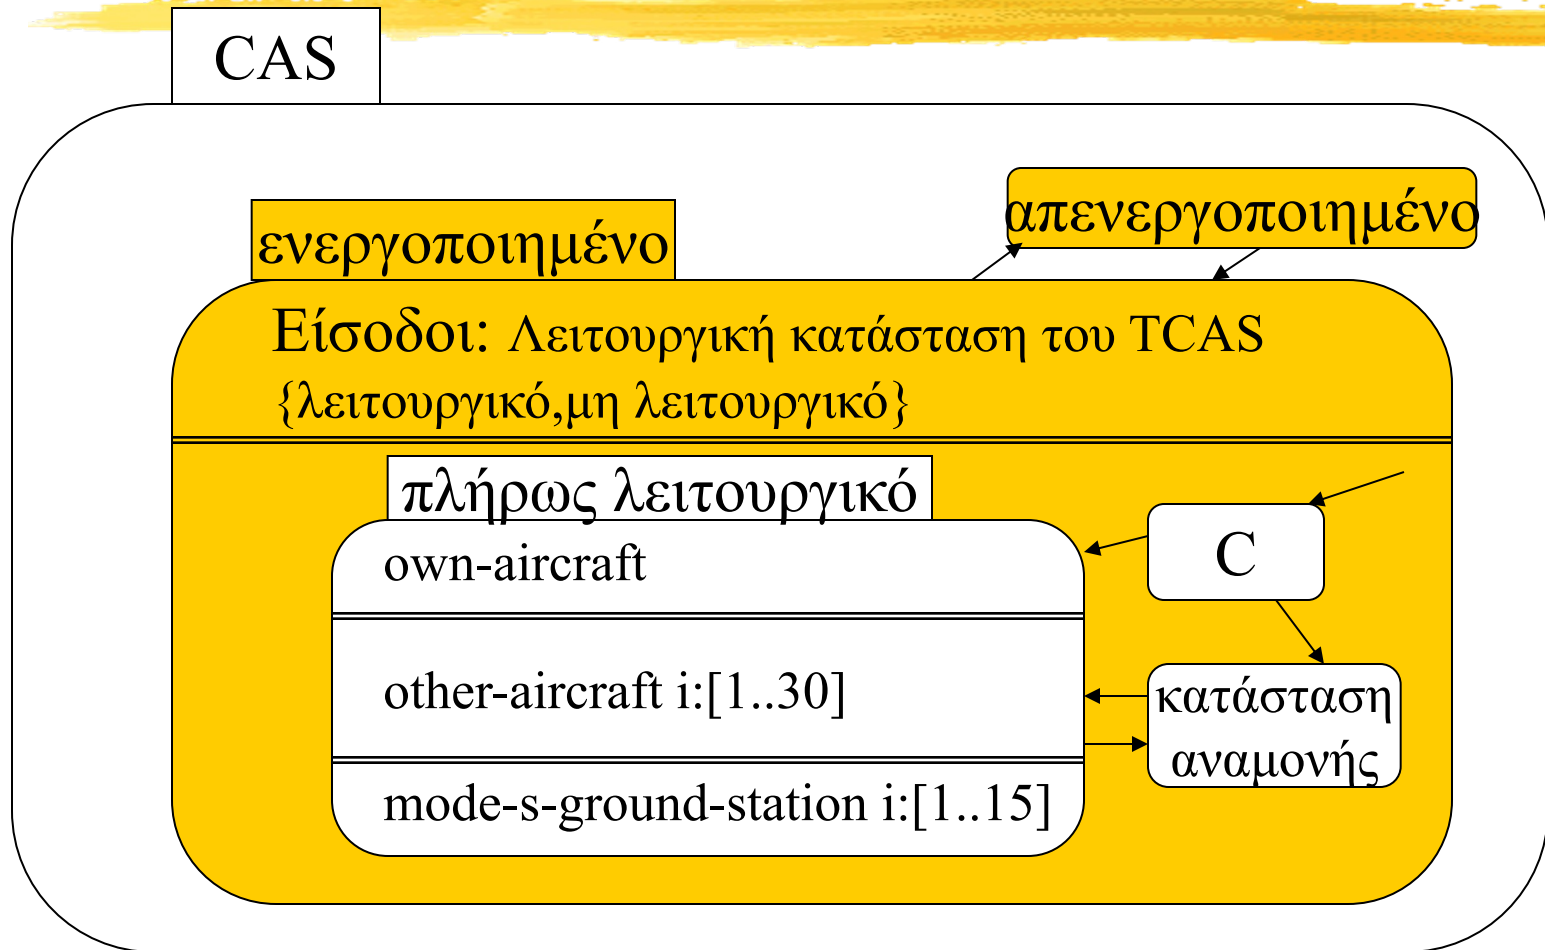 CAS
απενεργοποιημένο
ενεργοποιημένο
Είσοδοι: Λειτουργική κατάσταση του TCAS
{λειτουργικό,μη λειτουργικό}
πλήρως λειτουργικό
own-aircraft
C
other-aircraft i:[1..30]
κατάσταση
αναμονής
mode-s-ground-station i:[1..15]